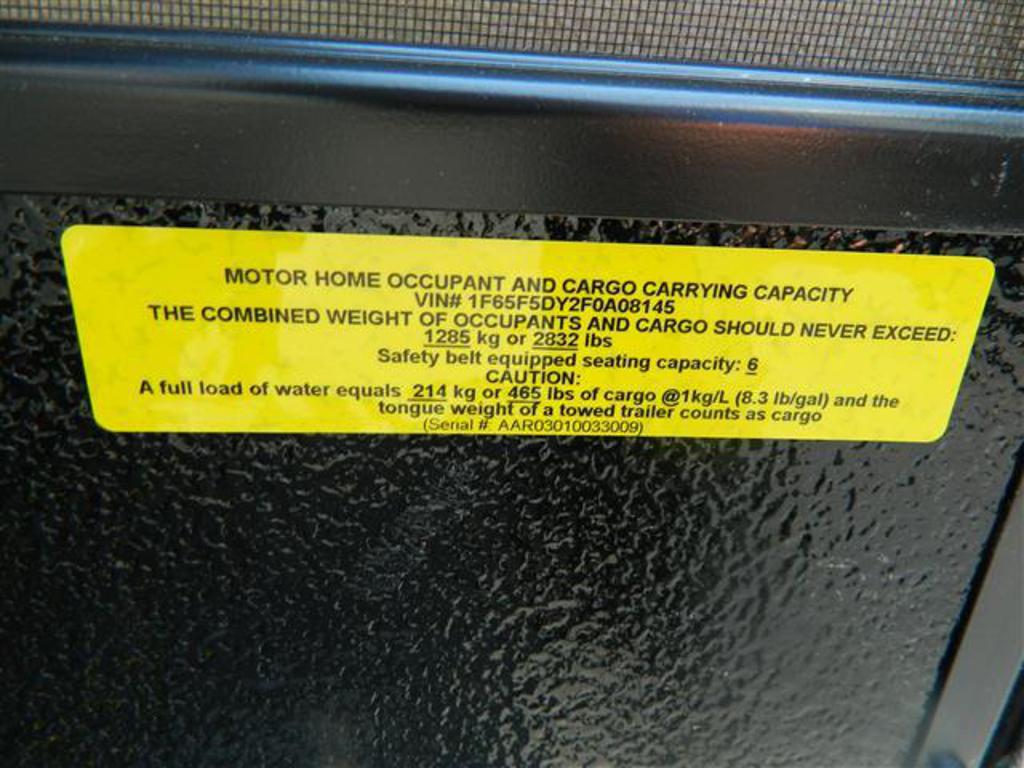 MOTOR HOME OCCUPANT AND CARGO CARRYING CAPACITY
VIN# 1F65F5DY2F0A08145
THE COMBINED WEIGHT OF OCCUPANTS AND CARGO SHOULD NEVER EXCEED:
1285 kg or 2832 lbs
Safety belt equipped seating capacity: 6
CAUTION:
A full load of water equals 214 kg or 465 lbs of cargo @1kg/L (8.3 lb/gal) and the
tongue weight of a towed trailer counts as cargo
(Serial #: AAR03010033009)